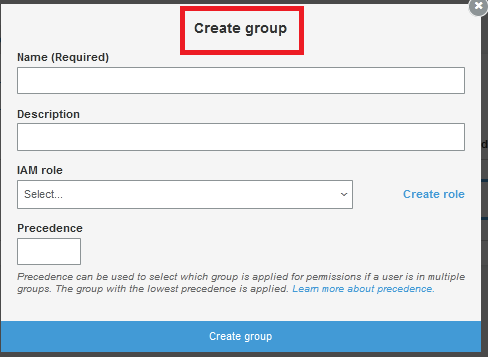 Create group
Name (Required)
Description
IAM role
Select...
Create role
Precedence
Precedence can be used to select which group is applied for permissions if a user is in multiple
groups. The group with the lowest precedence is applied. Learn more about precedence.
Create group